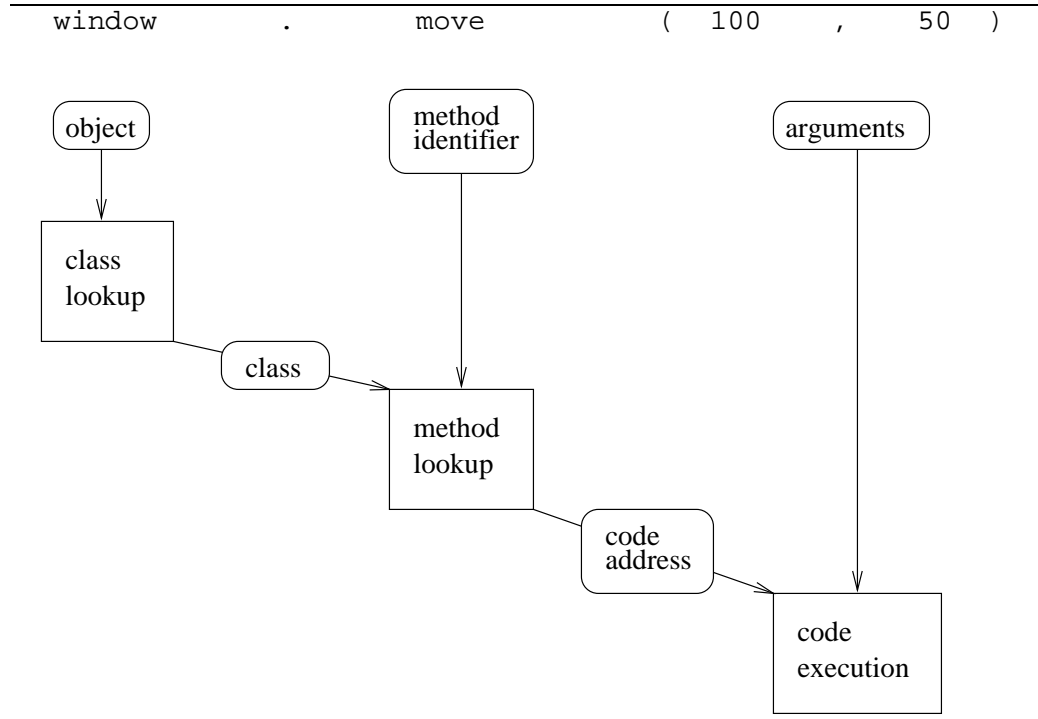 window . move ( 100 , 50 )
object
method
identifier
arguments
class
lookup
class
method
lookup
code
address
code
execution